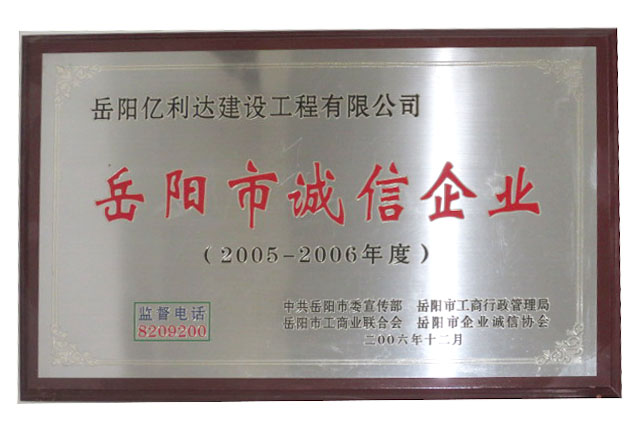 岳阳亿利达建设工程有限公司
岳阳市诚信企业
(2005-2006年度)
监督电话
8209200
中共岳阳市委宣传部 岳阳市工商行政管理局
岳阳市工商业联合会 岳阳市企业诚信协会
二00六年十二月